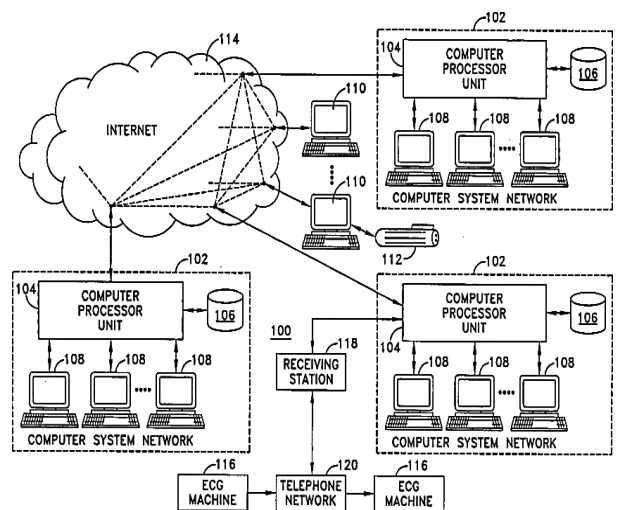 114
INTERNET
110
110
112
102
104
COMPUTER
PROCESSOR
UNIT
106
108
108
108
COMPUTER SYSTEM NETWORK
102
104
COMPUTER
PROCESSOR
UNIT
106
108
108
108
COMPUTER SYSTEM NETWORK
100
118
RECEIVING
STATION
102
104
COMPUTER
PROCESSOR
UNIT
106
108
108
108
COMPUTER SYSTEM NETWORK
116
ECG
MACHINE
120
TELEPHONE
NETWORK
116
ECG
MACHINE